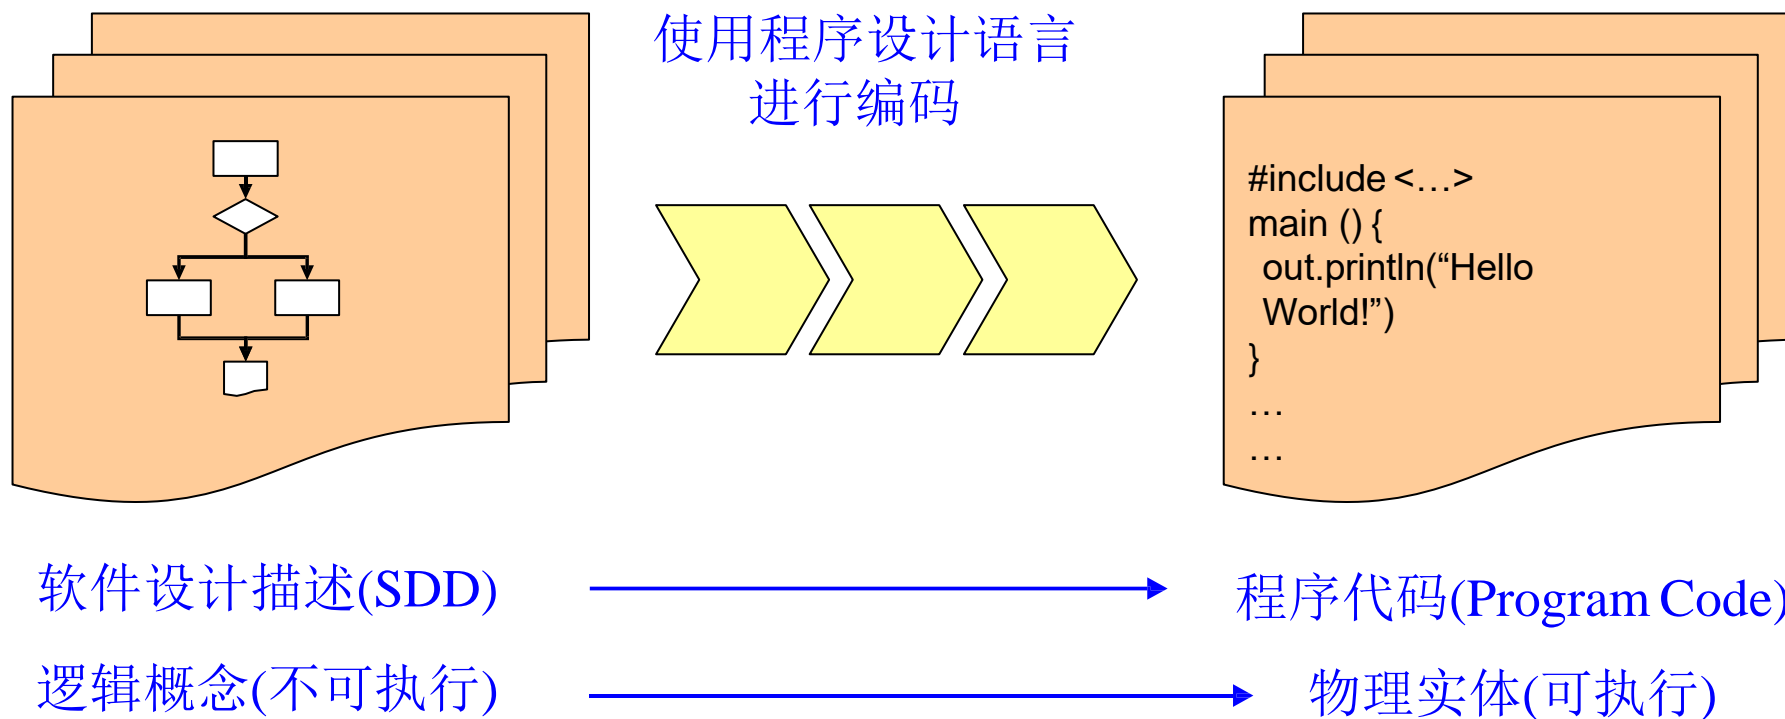 使用程序设计语言
进行编码
#include <…>
main () {
out.println(“Hello
World!”)
}
…
…
软件设计描述(SDD)
程序代码(Program Code)
逻辑概念(不可执行)
物理实体(可执行)